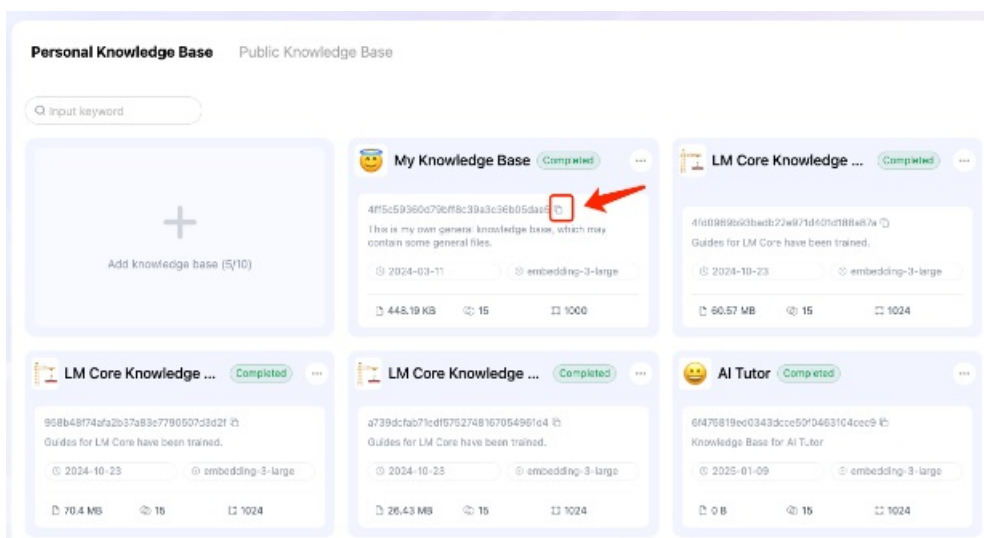 Personal Knowledge Base Public Knowledge Base
Input keyword
Add knowledge base (5/10)
My Knowledge Base Completed
This is my own general knowledge base, which may
contain some general files.
2024-03-11 embedding-3-large
448.19 KB 15 1000
LM Core Knowledge ... Completed
Guides for LM Core have been trained.
2024-10-23 embedding-3-large
60.57 MB 15 1024
LM Core Knowledge ... Completed
Guides for LM Core have been trained.
2024-10-23 embedding-3-large
70.4 MB 15 1024
LM Core Knowledge ... Completed
Guides for LM Core have been trained.
2024-10-23 embedding-3-large
26.43 MB 15 1024
AI Tutor Completed
Knowledge Base for AI Tutor
2025-01-09 embedding-3-large
0 B 15 1024